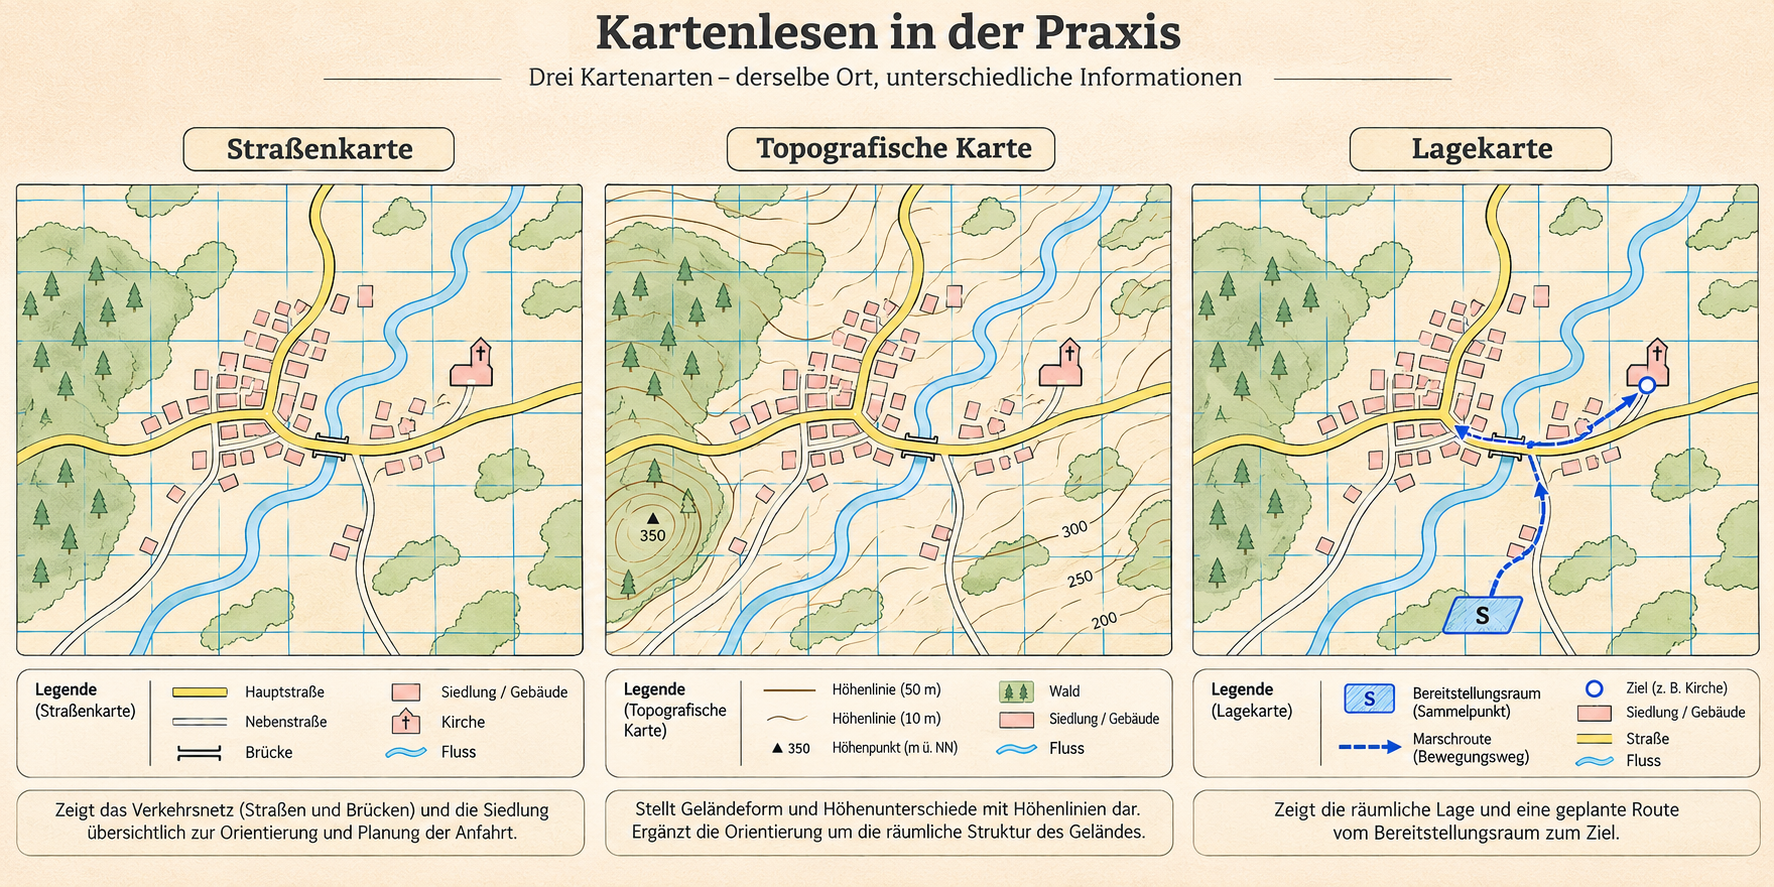 Kartenlesen in der Praxis
Drei Kartenarten – derselbe Ort, unterschiedliche Informationen
Straßenkarte
Legende
(Straßenkarte)
Hauptstraße
Nebenstraße
Brücke
Siedlung / Gebäude
Kirche
Fluss
Zeigt das Verkehrsnetz (Straßen und Brücken) und die Siedlung
übersichtlich zur Orientierung und Planung der Anfahrt.
Topografische Karte
350
300
250
200
Legende
(Topografische
Karte)
Höhenlinie (50 m)
Höhenlinie (10 m)
350
Höhenpunkt (m ü. NN)
Wald
Siedlung / Gebäude
Fluss
Stellt Geländeform und Höhenunterschiede mit Höhenlinien dar.
Ergänzt die Orientierung um die räumliche Struktur des Geländes.
Lagekarte
S
Legende
(Lagekarte)
S
Bereitstellungsraum
(Sammelpunkt)
Marschroute
(Bewegungsweg)
Ziel (z. B. Kirche)
Siedlung / Gebäude
Straße
Fluss
Zeigt die räumliche Lage und eine geplante Route
vom Bereitstellungsraum zum Ziel.